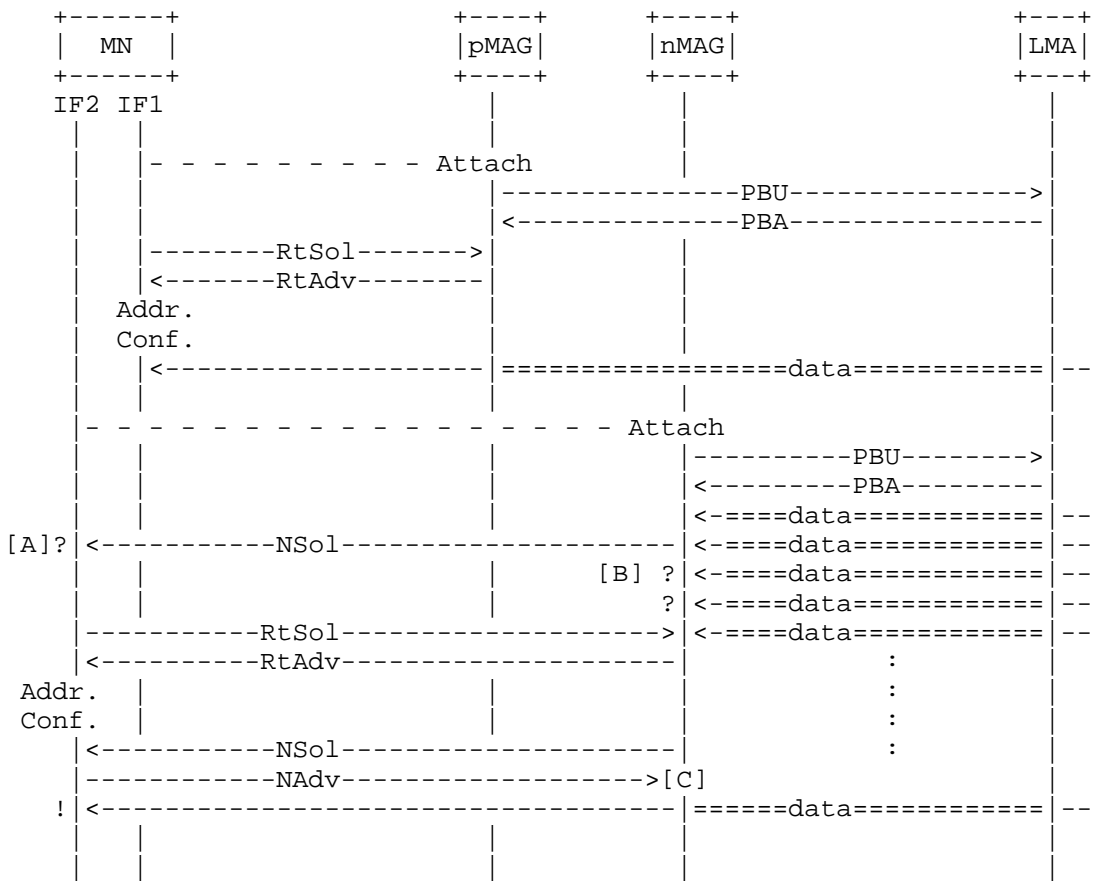 MN pMAG nMAG LMA
IF2 IF1
Attach
PBU
PBA
RtSol
RtAdv
Addr.
Conf.
data
Attach
PBU
PBA
data
[A]? NSol data
[B] ? data
? data
RtSol data
RtAdv :
Addr. :
Conf. :
NSol :
NAdv [C]
! data